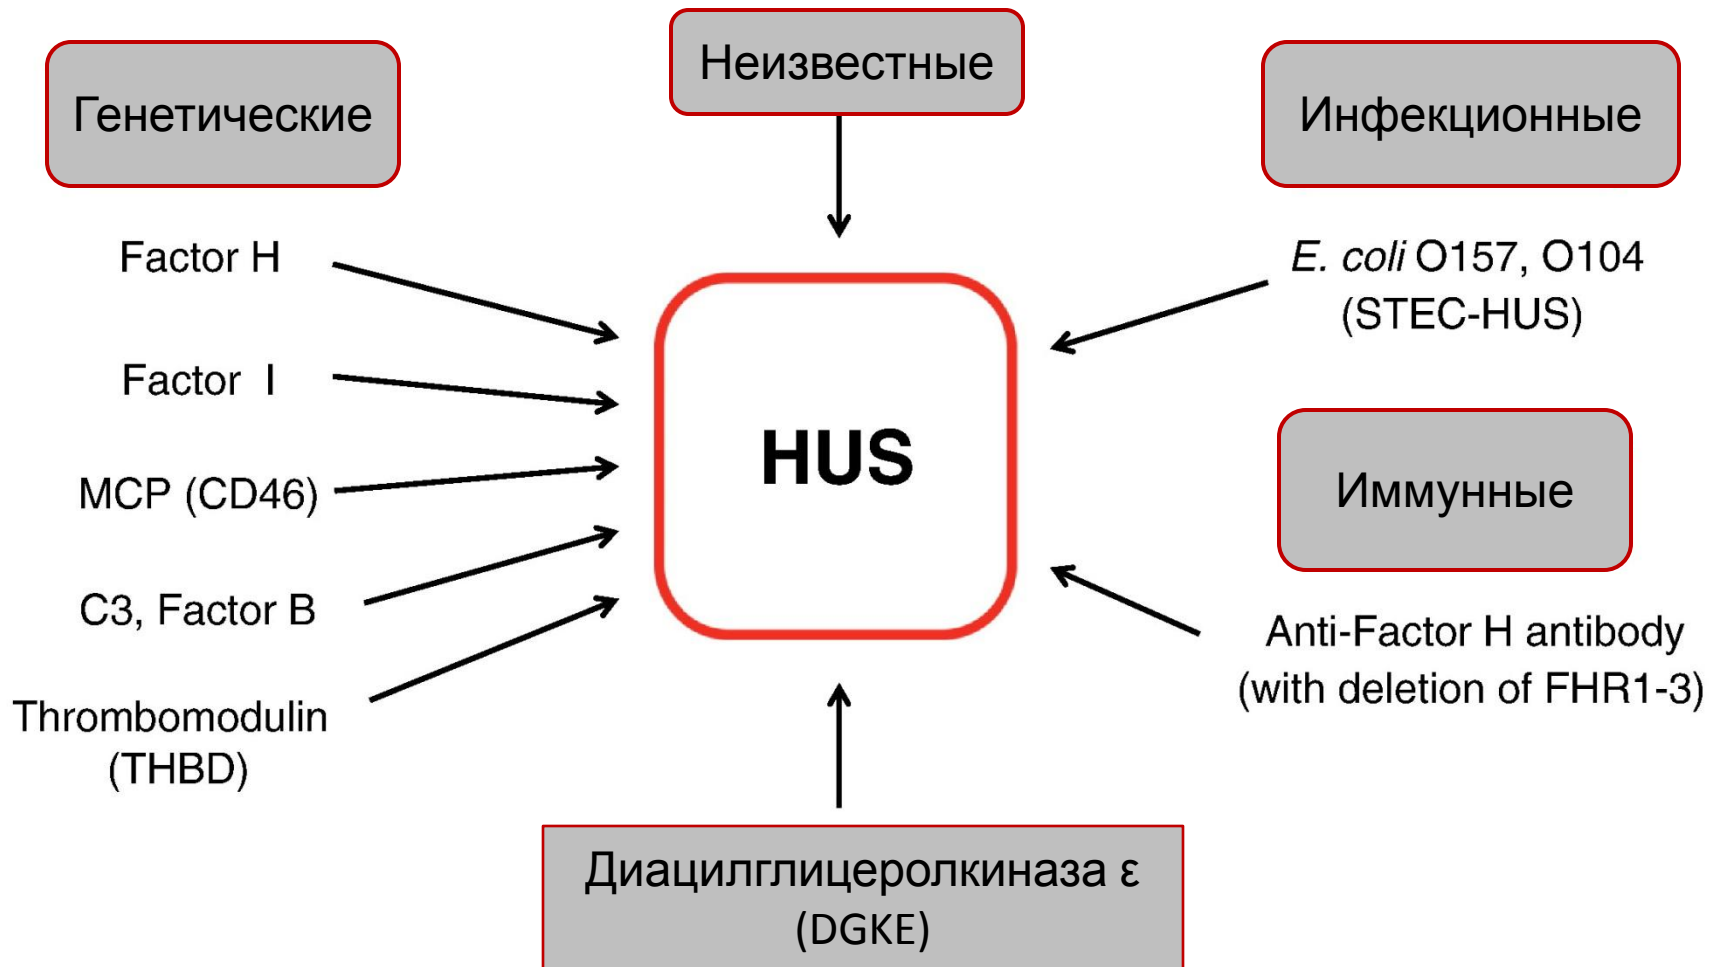 Генетические
Factor H
Factor I
MCP (CD46)
C3, Factor B
Thrombomodulin
(THBD)
Неизвестные
HUS
Диацилглицеролкиназа ε
(DGKE)
Инфекционные
E. coli O157, O104
(STEC-HUS)
Иммунные
Anti-Factor H antibody
(with deletion of FHR1-3)